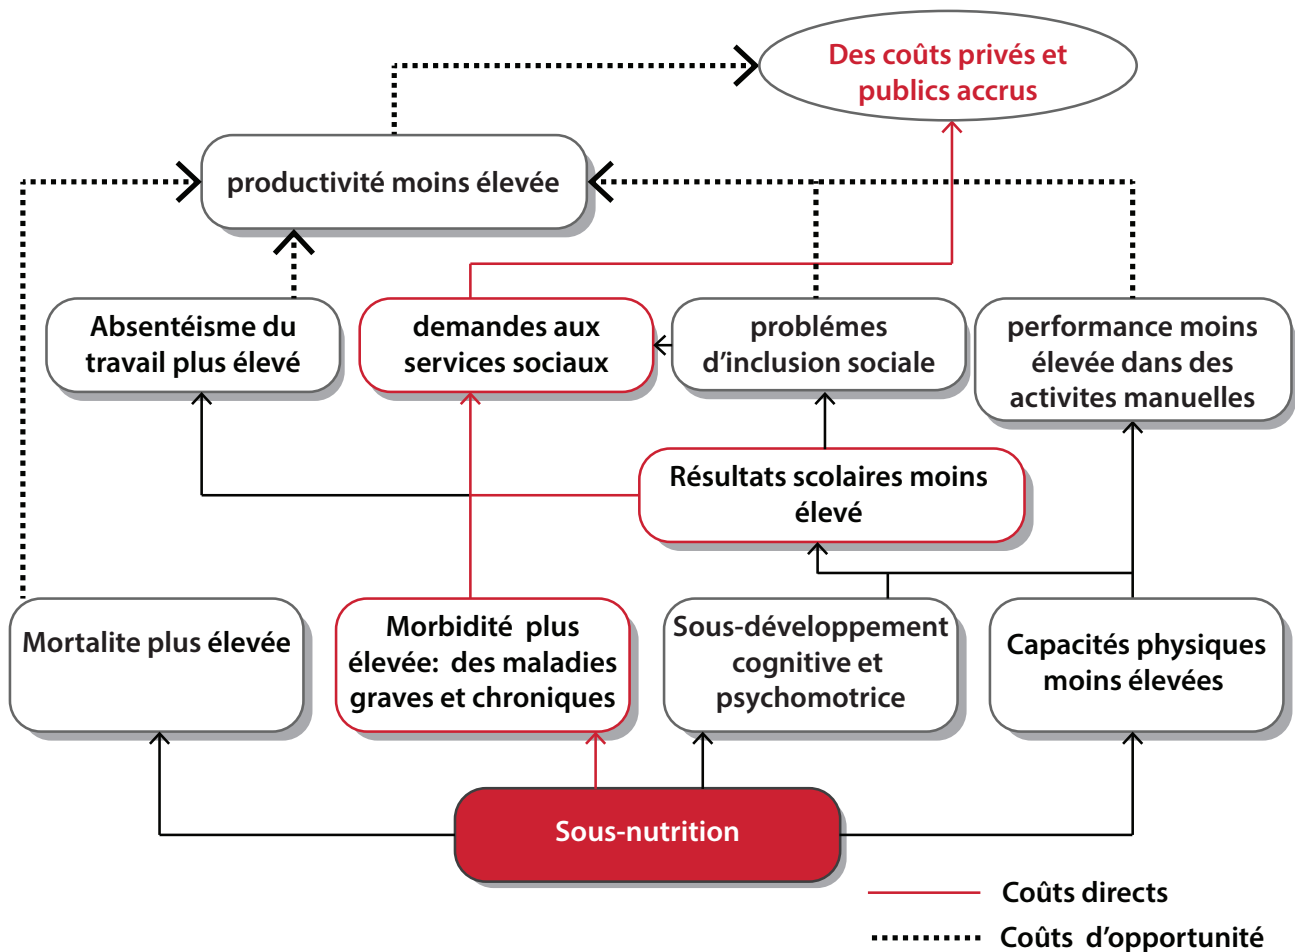 Des coûts privés et
publics accrus
productivité moins élevée
Absentéisme du
travail plus élevé
demandes aux
services sociaux
problémes
d'inclusion sociale
performance moins
élevée dans des
activites manuelles
Résultats scolaires moins
élevé
Mortalite plus élevée
Morbidité plus
élevée: des maladies
graves et chroniques
Sous-développement
cognitive et
psychomotrice
Capacités physiques
moins élevées
Sous-nutrition
Coûts directs
Coûts d'opportunité